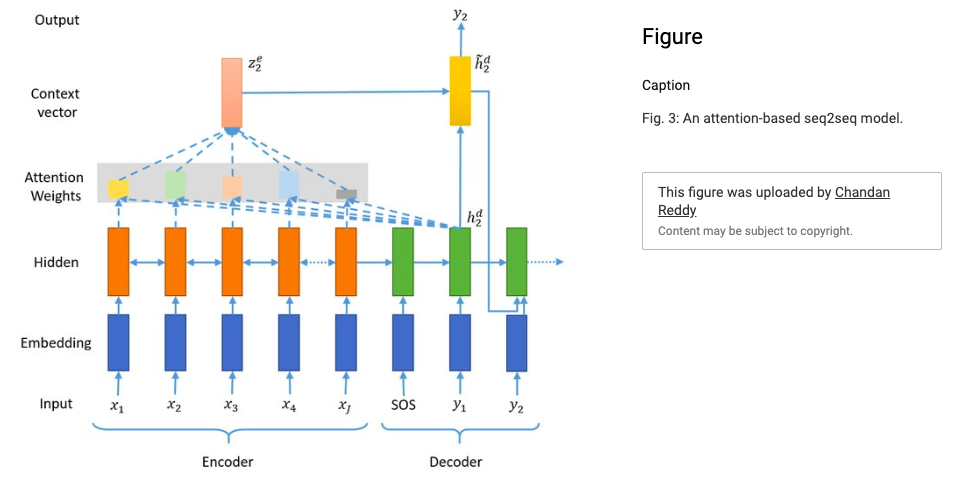 Output
y₂
z₂ᵉ
h̃₂ᵈ
Context
vector
Attention
Weights
h₂ᵈ
Hidden
Embedding
Input
x₁ x₂ x₃ x₄ x_J SOS y₁ y₂
Encoder
Decoder
Figure
Caption
Fig. 3: An attention-based seq2seq model.
This figure was uploaded by Chandan
Reddy
Content may be subject to copyright.